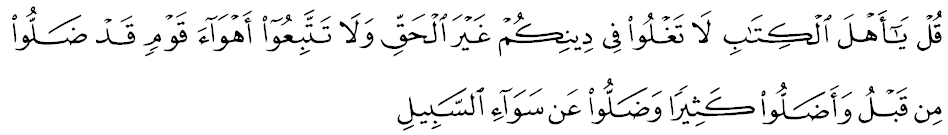 قُلۡ يَٰٓأَهۡلَ ٱلۡكِتَٰبِ لَا تَغۡلُواْ فِي دِينِكُمۡ غَيۡرَ ٱلۡحَقِّ وَلَا تَتَّبِعُوٓاْ أَهۡوَآءَ قَوۡمٖ قَدۡ ضَلُّواْ
مِن قَبۡلُ وَأَضَلُّواْ كَثِيرٗا وَضَلُّواْ عَن سَوَآءِ ٱلسَّبِيلِ